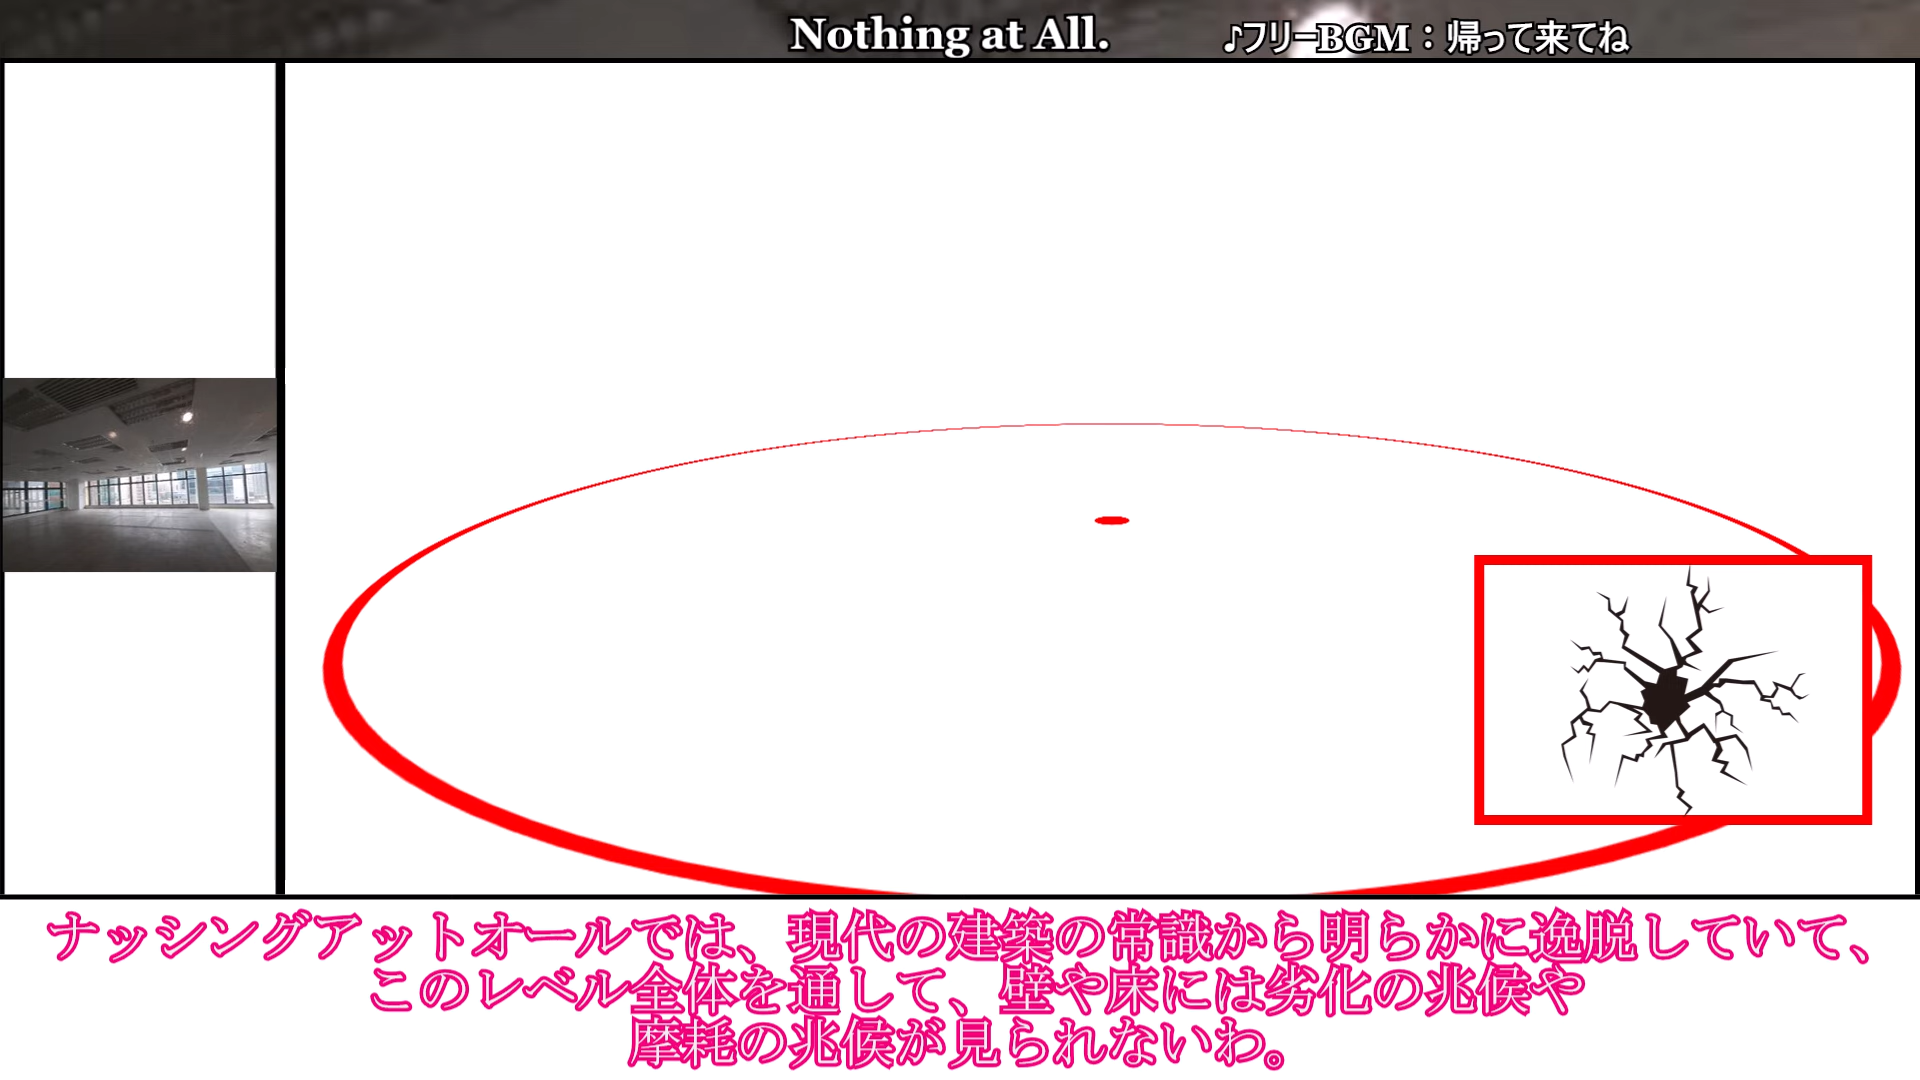 Nothing at All.
♪フリーBGM：帰って来てね
ナッシングアットオールでは、現代の建築の常識から明らかに逸脱していて、
このレベル全体を通して、壁や床には劣化の兆候や
摩耗の兆候が見られないわ。